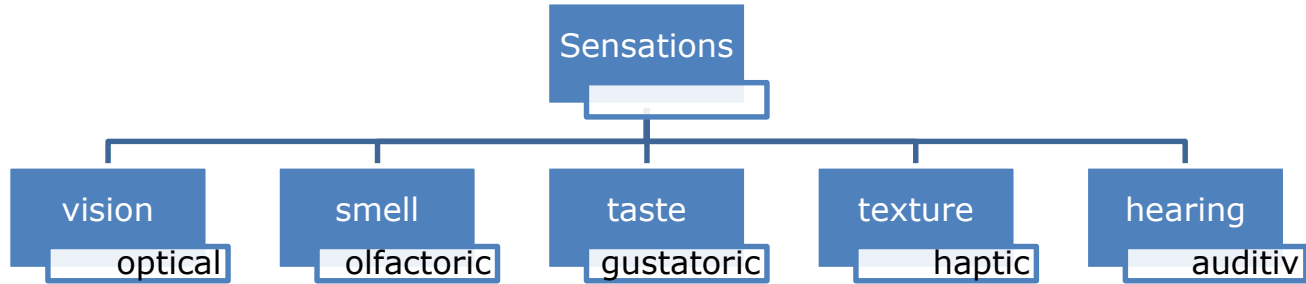 Sensations
vision
optical
smell
olfactoric
taste
gustatoric
texture
haptic
hearing
auditiv